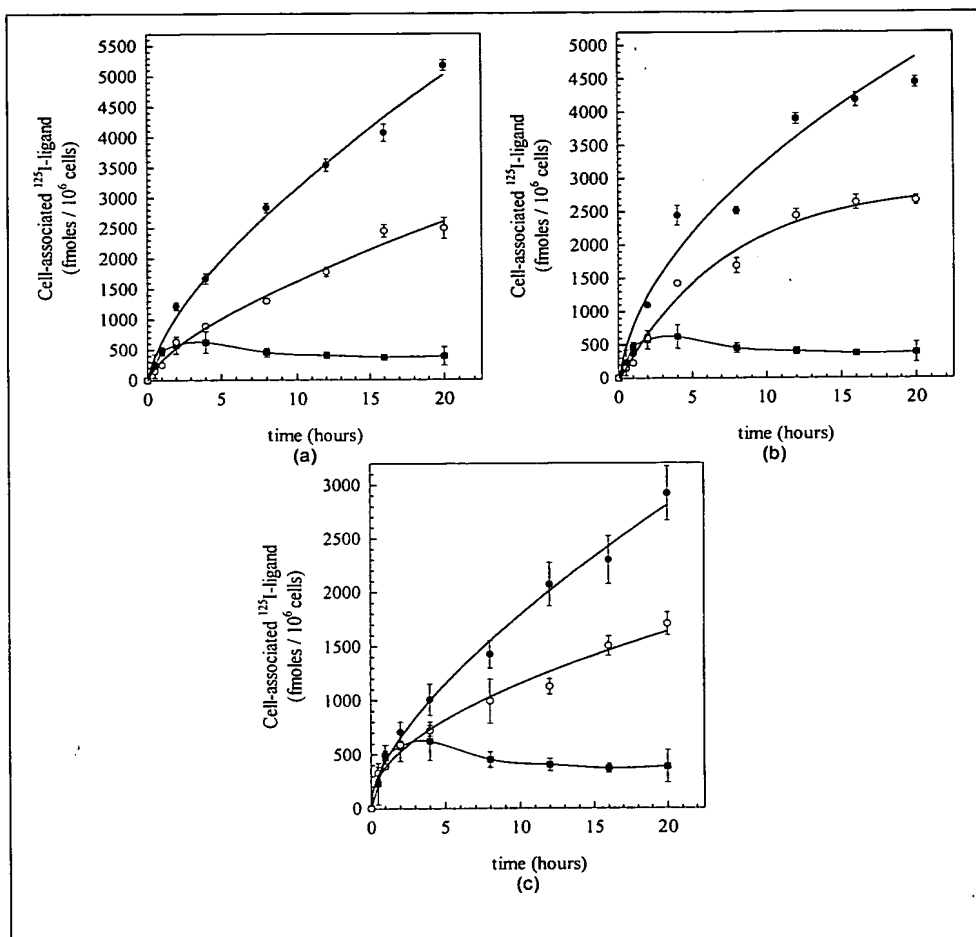 Cell-associated ¹²⁵I-ligand
(fmoles / 10⁶ cells)
5500
5000
4500
4000
3500
3000
2500
2000
1500
1000
500
0
0 5 10 15 20
time (hours)
(a)
Cell-associated ¹²⁵I-ligand
(fmoles / 10⁶ cells)
5000
4500
4000
3500
3000
2500
2000
1500
1000
500
0
0 5 10 15 20
time (hours)
(b)
Cell-associated ¹²⁵I-ligand
(fmoles / 10⁶ cells)
3000
2500
2000
1500
1000
500
0
0 5 10 15 20
time (hours)
(c)